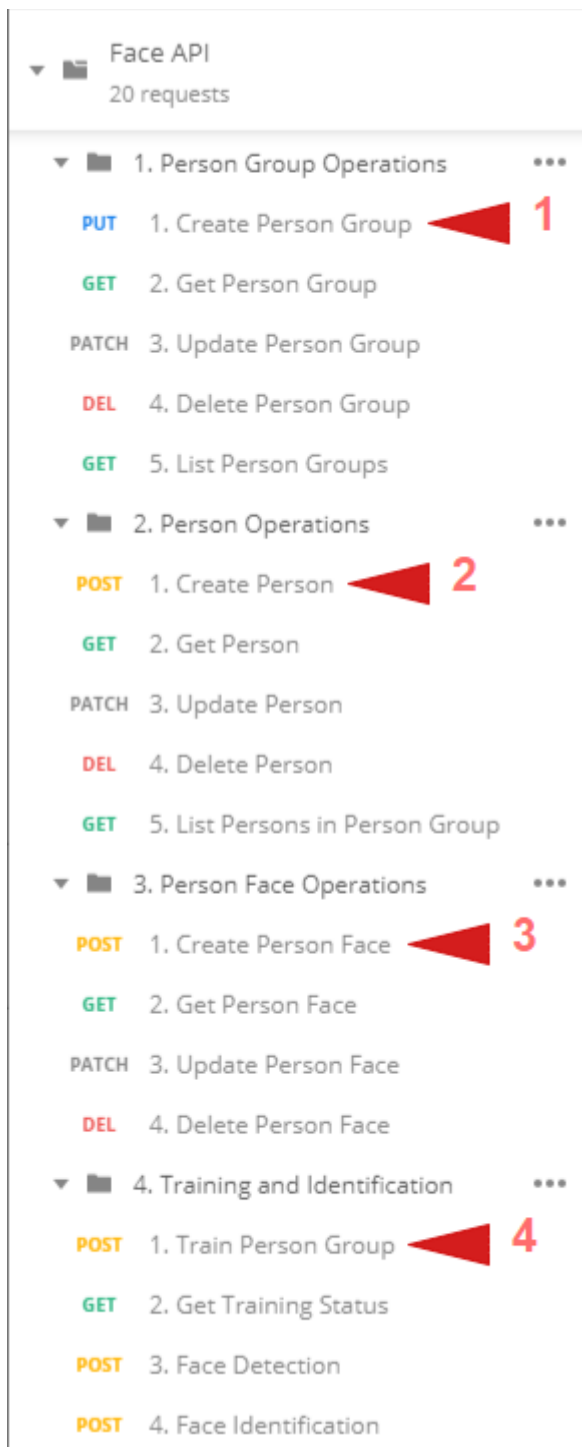 Face API
20 requests
1. Person Group Operations
PUT 1. Create Person Group 1
GET 2. Get Person Group
PATCH 3. Update Person Group
DEL 4. Delete Person Group
GET 5. List Person Groups
2. Person Operations
POST 1. Create Person 2
GET 2. Get Person
PATCH 3. Update Person
DEL 4. Delete Person
GET 5. List Persons in Person Group
3. Person Face Operations
POST 1. Create Person Face 3
GET 2. Get Person Face
PATCH 3. Update Person Face
DEL 4. Delete Person Face
4. Training and Identification
POST 1. Train Person Group 4
GET 2. Get Training Status
POST 3. Face Detection
POST 4. Face Identification